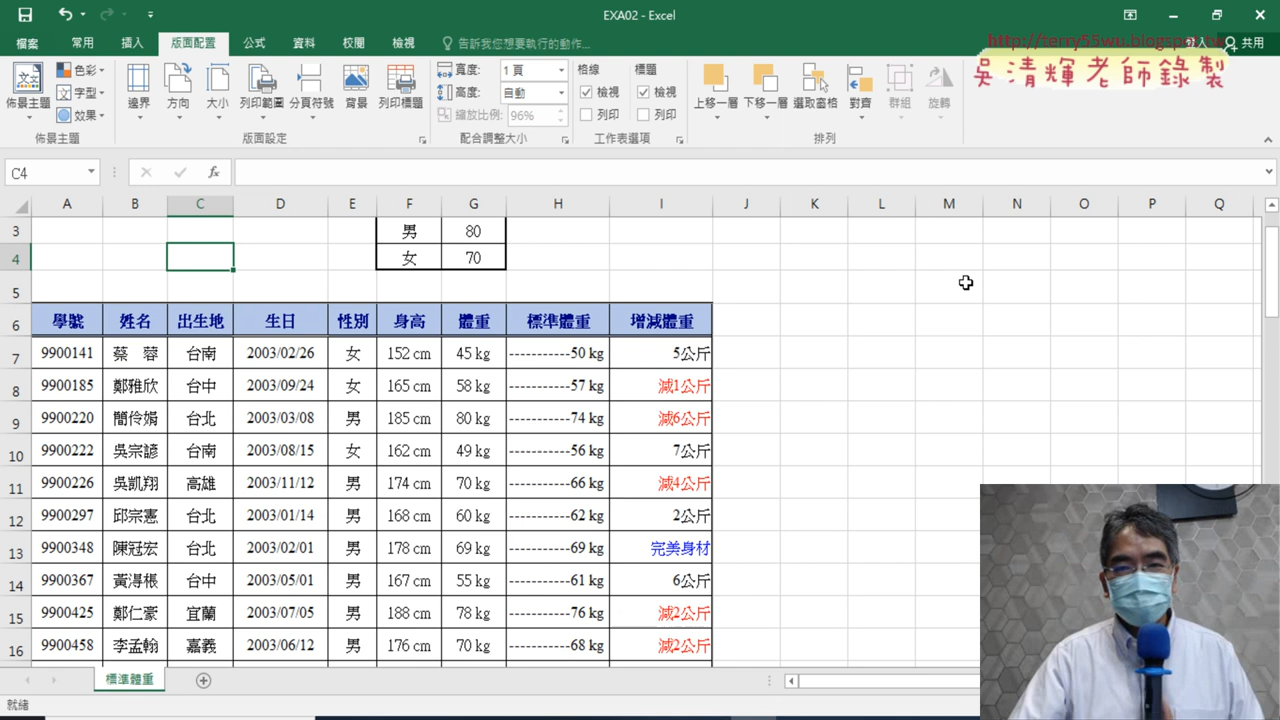 EXA02 - Excel
檔案 常用 插入 版面配置 公式 資料 校閱 檢視 告訴我您想要執行的動作... 登入 共用
http://terry55wu.blogspot.tw
吳清輝老師錄製
佈景主題 色彩 字型 效果 邊界 方向 大小 列印範圍 分頁符號 背景 列印標題
寬度: 1 頁 高度: 自動 縮放比例: 96%
格線 檢視 列印 標題 檢視 列印
上移一層 下移一層 選取窗格 對齊 群組 旋轉
佈景主題 版面設定 配合調整大小 工作表選項 排列
C4 fx
A B C D E F G H I J K L M N O P Q
3 男 80
4 女 70
5
6 學號 姓名 出生地 生日 性別 身高 體重 標準體重 增減體重
7 9900141 蔡 蓉 台南 2003/02/26 女 152 cm 45 kg -----------50 kg 5公斤
8 9900185 鄭雅欣 台中 2003/09/24 女 165 cm 58 kg -----------57 kg 減1公斤
9 9900220 簡伶娟 台北 2003/03/08 男 185 cm 80 kg -----------74 kg 減6公斤
10 9900222 吳宗諺 台南 2003/08/15 女 162 cm 49 kg -----------56 kg 7公斤
11 9900226 吳凱翔 高雄 2003/11/12 男 174 cm 70 kg -----------66 kg 減4公斤
12 9900297 邱宗憲 台北 2003/01/14 男 168 cm 60 kg -----------62 kg 2公斤
13 9900348 陳冠宏 台北 2003/02/01 男 178 cm 69 kg -----------69 kg 完美身材
14 9900367 黃淂根 台中 2003/05/01 男 167 cm 55 kg -----------61 kg 6公斤
15 9900425 鄭仁豪 宜蘭 2003/07/05 男 188 cm 78 kg -----------76 kg 減2公斤
16 9900458 李孟翰 嘉義 2003/06/12 男 176 cm 70 kg -----------68 kg 減2公斤
標準體重
就緒